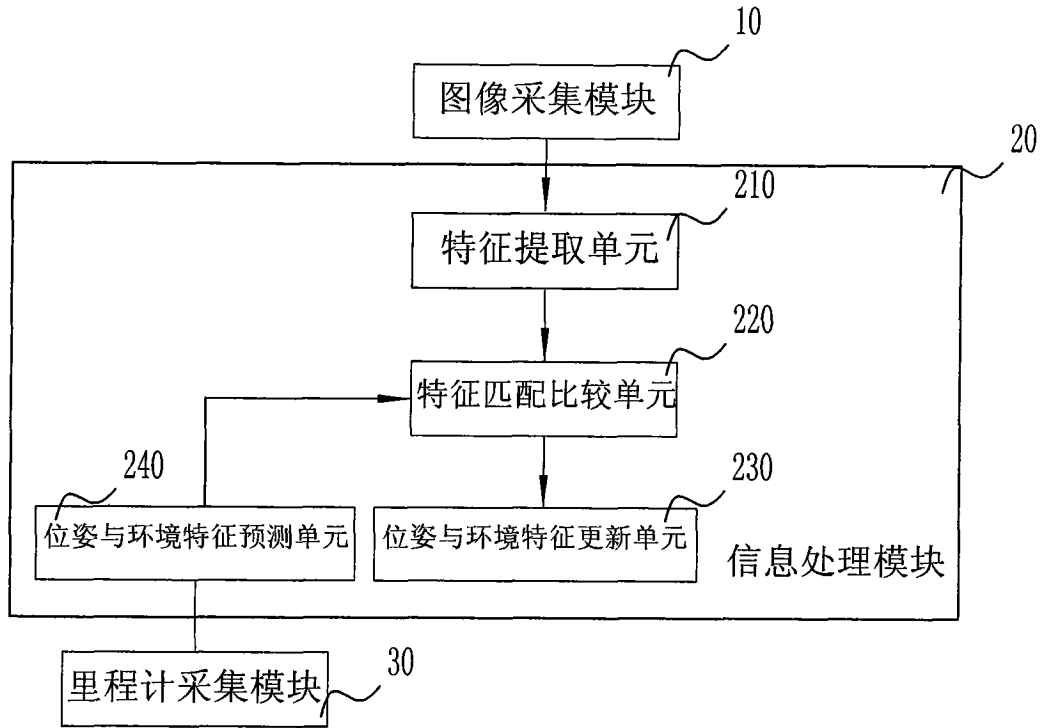 10
图像采集模块
20
210
特征提取单元
220
特征匹配比较单元
240
230
位姿与环境特征预测单元
位姿与环境特征更新单元
信息处理模块
里程计采集模块
30